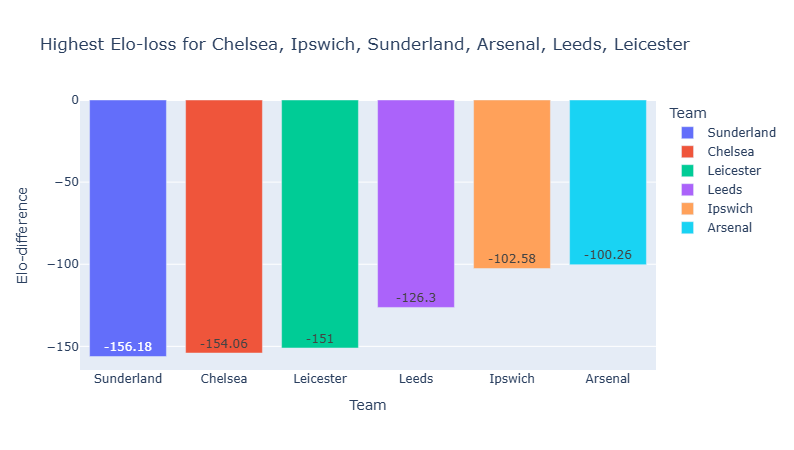 Highest Elo-loss for Chelsea, Ipswich, Sunderland, Arsenal, Leeds, Leicester
0
−50
−100
−150
Elo-difference
-156.18
-154.06
-151
-126.3
-102.58
-100.26
Sunderland
Chelsea
Leicester
Leeds
Ipswich
Arsenal
Team
Team
Sunderland
Chelsea
Leicester
Leeds
Ipswich
Arsenal